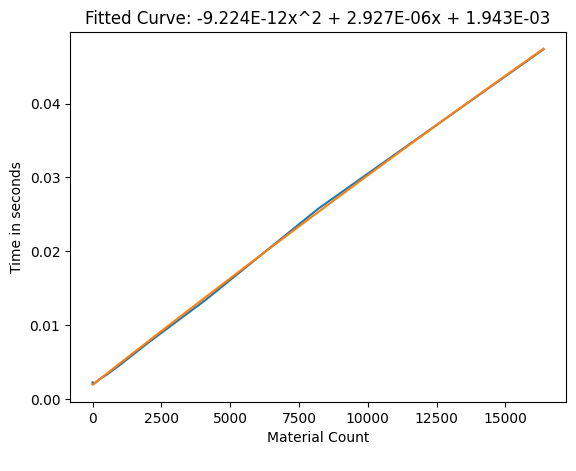 Fitted Curve: -9.224E-12x^2 + 2.927E-06x + 1.943E-03
Time in seconds
0.04
0.03
0.02
0.01
0.00
0 2500 5000 7500 10000 12500 15000
Material Count